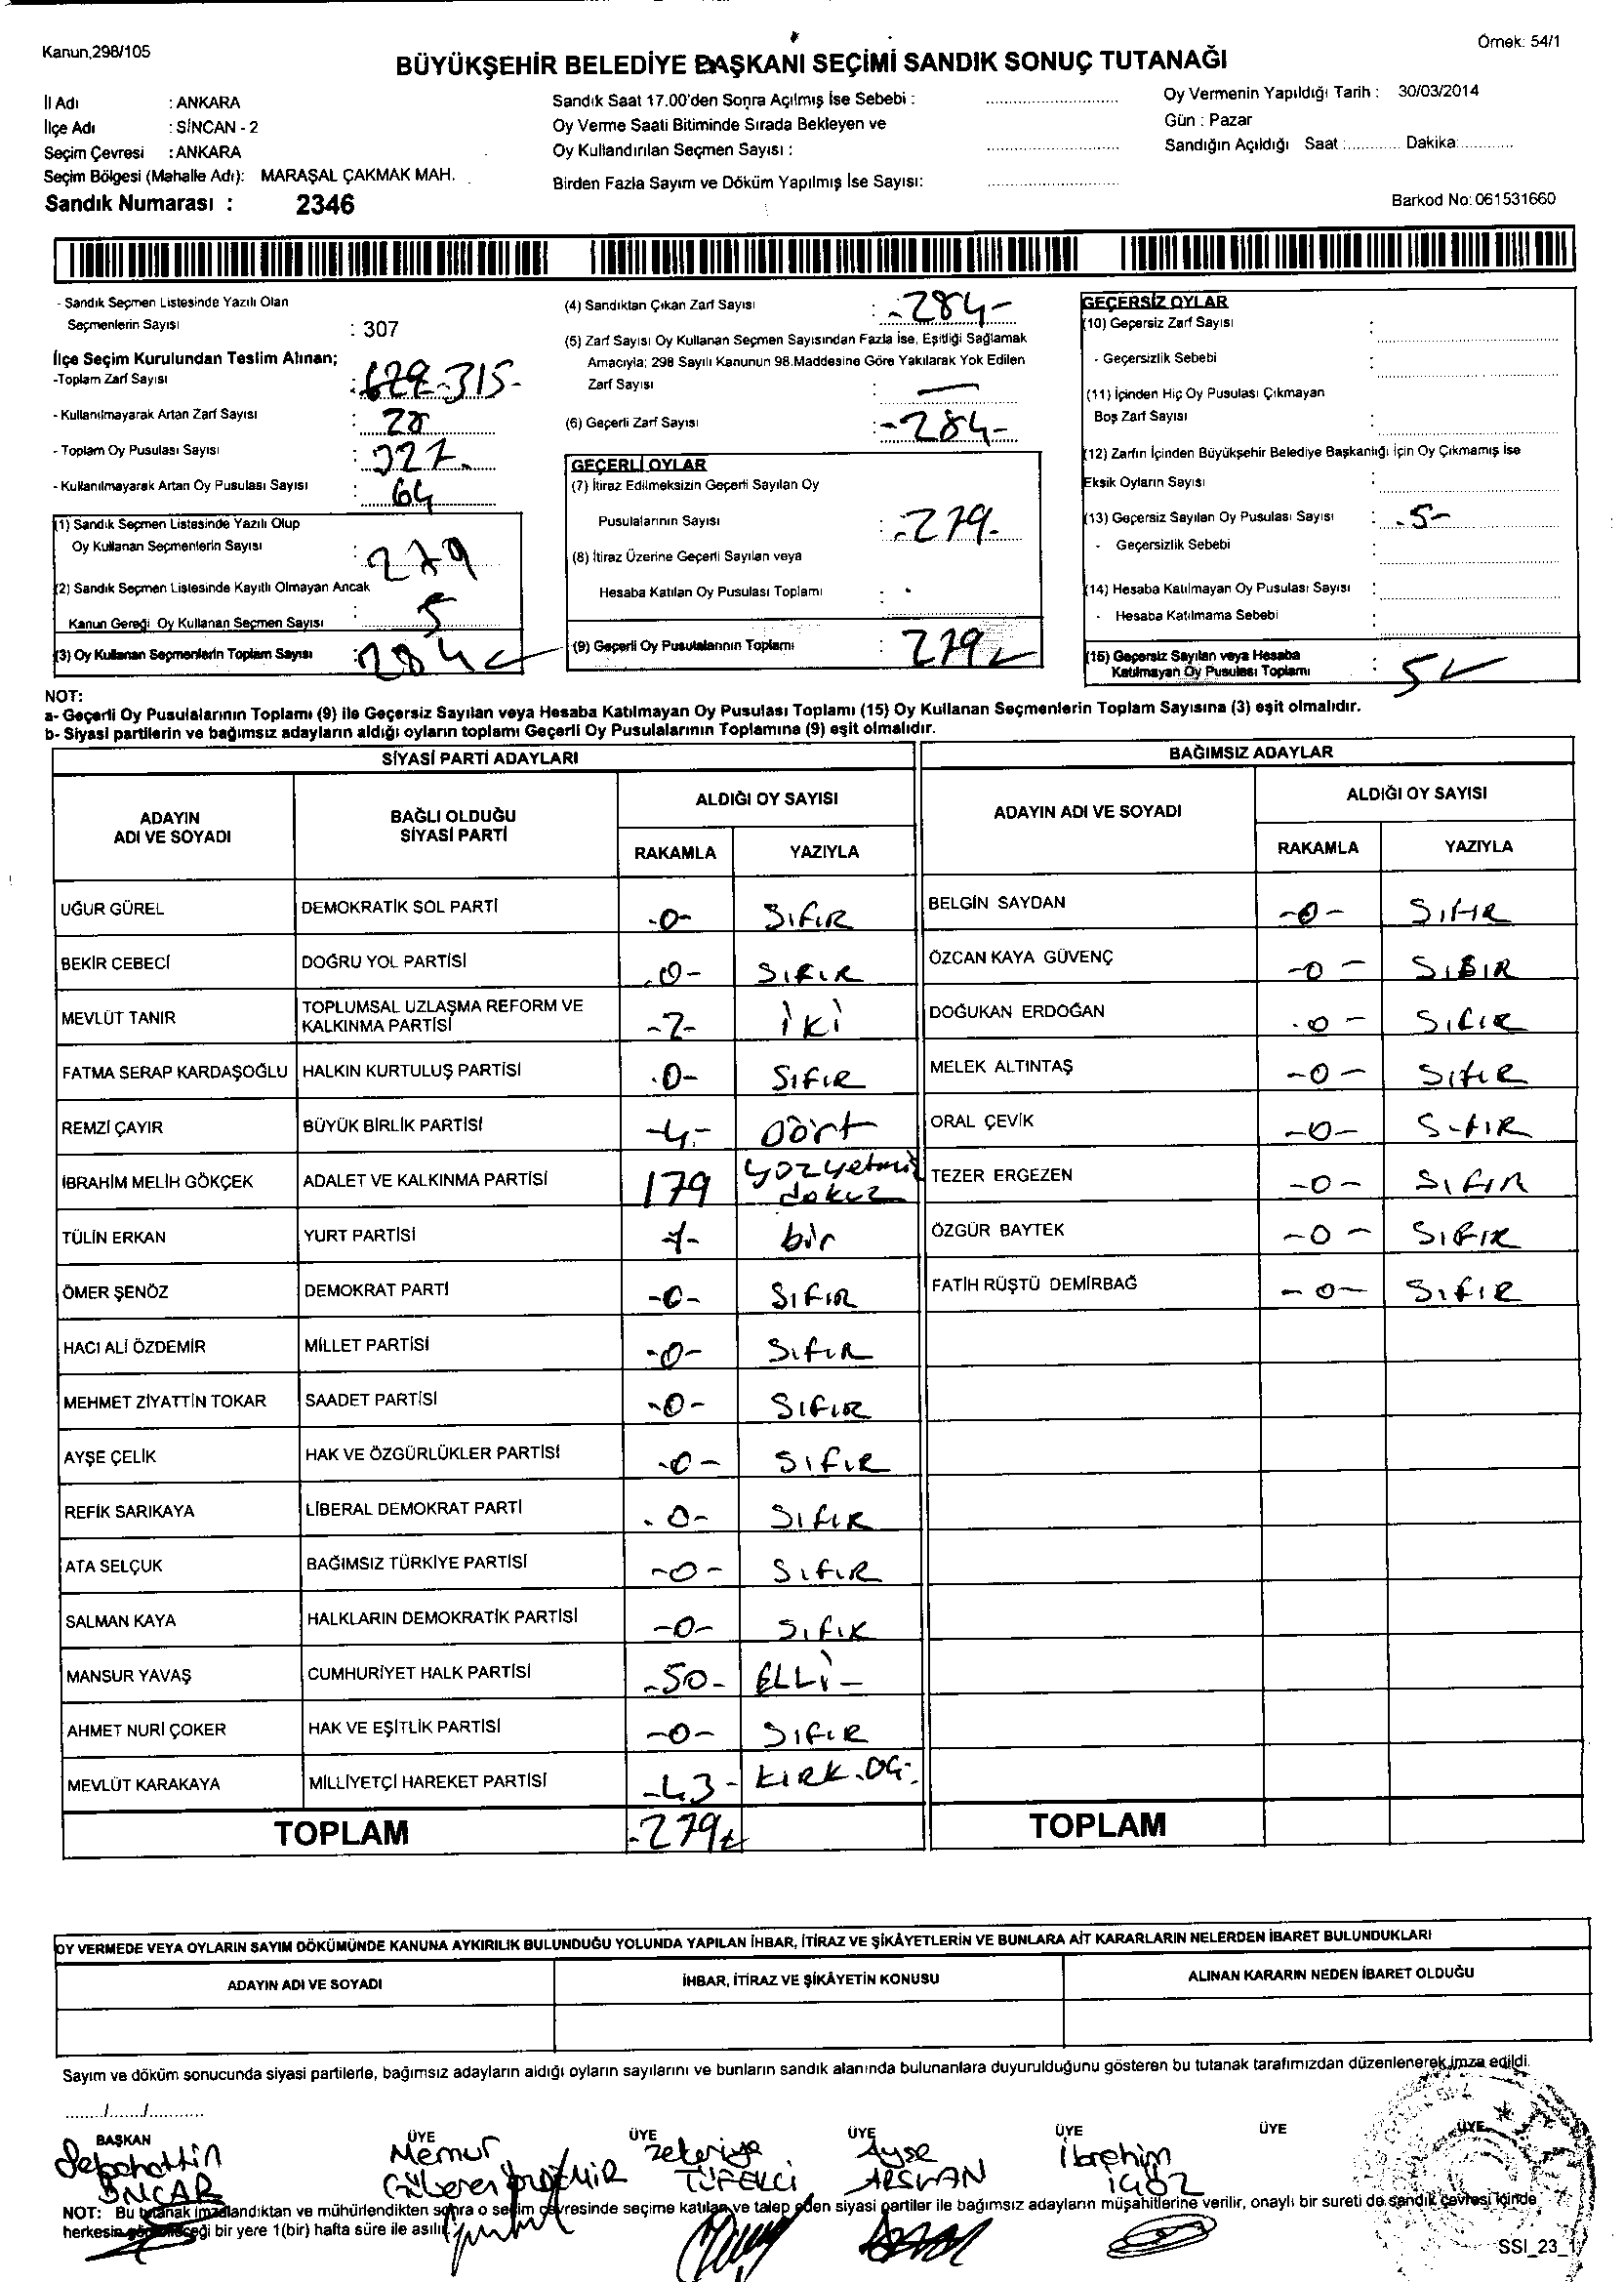 Kanun,298/105
Örnek: 54/1
BÜYÜKŞEHİR BELEDİYE BAŞKANI SEÇİMİ SANDIK SONUÇ TUTANAĞI
İl Adı : ANKARA
İlçe Adı : SİNCAN - 2
Seçim Çevresi : ANKARA
Seçim Bölgesi (Mahalle Adı): MARAŞAL ÇAKMAK MAH.
Sandık Numarası : 2346
Sandık Saat 17.00'den Sonra Açılmış İse Sebebi :
Oy Verme Saati Bitiminde Sırada Bekleyen ve
Oy Kullandırılan Seçmen Sayısı :
Birden Fazla Sayım ve Döküm Yapılmış İse Sayısı:
Oy Vermenin Yapıldığı Tarih : 30/03/2014
Gün : Pazar
Sandığın Açıldığı Saat :............ Dakika:...........
Barkod No: 061531660
- Sandık Seçmen Listesinde Yazılı Olan
Seçmenlerin Sayısı : 307
İlçe Seçim Kurulundan Teslim Alınan;
-Toplam Zarf Sayısı : 315-
- Kullanılmayarak Artan Zarf Sayısı : 28
- Toplam Oy Pusulası Sayısı : 327.
- Kullanılmayarak Artan Oy Pusulası Sayısı : 64
(1) Sandık Seçmen Listesinde Yazılı Olup
Oy Kullanan Seçmenlerin Sayısı : 279
(2) Sandık Seçmen Listesinde Kayıtlı Olmayan Ancak
Kanun Gereği Oy Kullanan Seçmen Sayısı : 5
(3) Oy Kullanan Seçmenlerin Toplam Sayısı : 284
(4) Sandıktan Çıkan Zarf Sayısı : -284-
(5) Zarf Sayısı Oy Kullanan Seçmen Sayısından Fazla İse, Eşitliği Sağlamak
Amacıyla; 298 Sayılı Kanunun 98.Maddesine Göre Yakılarak Yok Edilen
Zarf Sayısı : —
(6) Geçerli Zarf Sayısı : -284-
GEÇERLİ OYLAR
(7) İtiraz Edilmeksizin Geçerli Sayılan Oy
Pusulalarının Sayısı : -279-
(8) İtiraz Üzerine Geçerli Sayılan veya
Hesaba Katılan Oy Pusulası Toplamı :
(9) Geçerli Oy Pusulalarının Toplamı : 279
GEÇERSİZ OYLAR
(10) Geçersiz Zarf Sayısı :
- Geçersizlik Sebebi :
(11) İçinden Hiç Oy Pusulası Çıkmayan
Boş Zarf Sayısı :
(12) Zarfın İçinden Büyükşehir Belediye Başkanlığı İçin Oy Çıkmamış İse
Eksik Oyların Sayısı :
(13) Geçersiz Sayılan Oy Pusulası Sayısı : -5-
- Geçersizlik Sebebi :
(14) Hesaba Katılmayan Oy Pusulası Sayısı :
- Hesaba Katılmama Sebebi :
(15) Geçersiz Sayılan veya Hesaba
Katılmayan Oy Pusulası Toplamı : 5
NOT:
a- Geçerli Oy Pusulalarının Toplamı (9) ile Geçersiz Sayılan veya Hesaba Katılmayan Oy Pusulası Toplamı (15) Oy Kullanan Seçmenlerin Toplam Sayısına (3) eşit olmalıdır.
b- Siyasi partilerin ve bağımsız adayların aldığı oyların toplamı Geçerli Oy Pusulalarının Toplamına (9) eşit olmalıdır.
SİYASİ PARTİ ADAYLARI
ADAYIN ADI VE SOYADI BAĞLI OLDUĞU SİYASİ PARTİ ALDIĞI OY SAYISI
RAKAMLA YAZIYLA
UĞUR GÜREL DEMOKRATİK SOL PARTİ -0- SIFIR
BEKİR CEBECİ DOĞRU YOL PARTİSİ -0- SIFIR
MEVLÜT TANIR TOPLUMSAL UZLAŞMA REFORM VE KALKINMA PARTİSİ -2- İKİ
FATMA SERAP KARDAŞOĞLU HALKIN KURTULUŞ PARTİSİ -0- SIFIR
REMZİ ÇAYIR BÜYÜK BİRLİK PARTİSİ -4- Dört
İBRAHİM MELİH GÖKÇEK ADALET VE KALKINMA PARTİSİ 179 yüzyetmiş dokuz
TÜLİN ERKAN YURT PARTİSİ -1- bir
ÖMER ŞENÖZ DEMOKRAT PARTİ -0- SIFIR
HACI ALİ ÖZDEMİR MİLLET PARTİSİ -0- SIFIR
MEHMET ZİYATTİN TOKAR SAADET PARTİSİ -0- SIFIR
AYŞE ÇELİK HAK VE ÖZGÜRLÜKLER PARTİSİ -0- SIFIR
REFİK SARIKAYA LİBERAL DEMOKRAT PARTİ -0- SIFIR
ATA SELÇUK BAĞIMSIZ TÜRKİYE PARTİSİ -0- SIFIR
SALMAN KAYA HALKLARIN DEMOKRATİK PARTİSİ -0- SIFIR
MANSUR YAVAŞ CUMHURİYET HALK PARTİSİ -50- ELLİ-
AHMET NURİ ÇOKER HAK VE EŞİTLİK PARTİSİ -0- SIFIR
MEVLÜT KARAKAYA MİLLİYETÇİ HAREKET PARTİSİ -43- KIRK
TOPLAM -279
BAĞIMSIZ ADAYLAR
ADAYIN ADI VE SOYADI ALDIĞI OY SAYISI
RAKAMLA YAZIYLA
BELGİN SAYDAN -0- SIFIR
ÖZCAN KAYA GÜVENÇ -0- SIBIR
DOĞUKAN ERDOĞAN -0- SIFIR
MELEK ALTINTAŞ -0- SIFIR
ORAL ÇEVİK -0- SIFIR
TEZER ERGEZEN -0- SIFIR
ÖZGÜR BAYTEK -0- SIFIR
FATİH RÜŞTÜ DEMİRBAĞ -0- SIFIR
TOPLAM
OY VERMEDE VEYA OYLARIN SAYIM DÖKÜMÜNDE KANUNA AYKIRILIK BULUNDUĞU YOLUNDA YAPILAN İHBAR, İTİRAZ VE ŞİKÂYETLERİN VE BUNLARA AİT KARARLARIN NELERDEN İBARET BULUNDUKLARI
ADAYIN ADI VE SOYADI İHBAR, İTİRAZ VE ŞİKÂYETİN KONUSU ALINAN KARARIN NEDEN İBARET OLDUĞU
Sayım ve döküm sonucunda siyasi partilerle, bağımsız adayların aldığı oyların sayılarını ve bunların sandık alanında bulunanlara duyurulduğunu gösteren bu tutanak tarafımızdan düzenlenerek imza edildi.
....../....../..........
BAŞKAN ÜYE ÜYE ÜYE ÜYE ÜYE ÜYE
Memur Zekeriya Ayşe İbrahim
TÜFEKCİ ARSLAN
NOT: Bu tutanak imzalandıktan ve mühürlendikten sonra o seçim çevresinde seçime katılan ve talep eden siyasi partiler ile bağımsız adayların müşahitlerine verilir, onaylı bir sureti de sandık çevresi içinde
herkesin görebileceği bir yere 1(bir) hafta süre ile asılır.
SSI_23_1